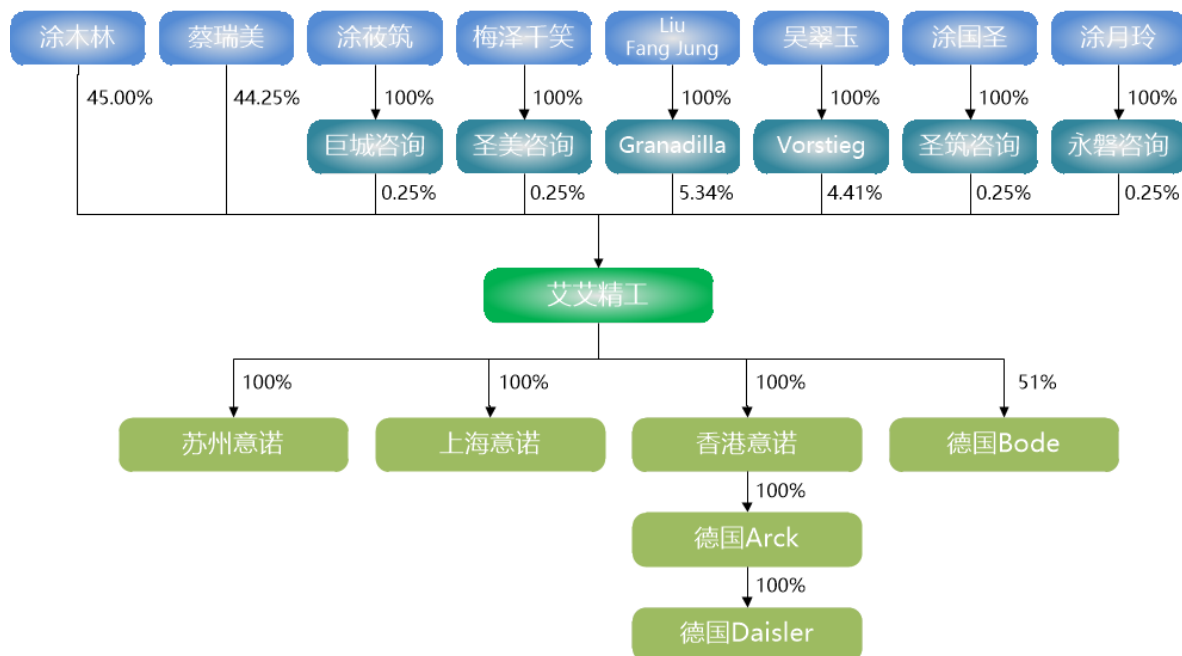 涂木林
蔡瑞美
涂莜筑
梅泽千笑
Liu
Fang Jung
吴翠玉
涂国圣
涂月玲
45.00%
44.25%
100%
100%
100%
100%
100%
100%
巨城咨询
圣美咨询
Granadilla
Vorstieg
圣筑咨询
永磐咨询
0.25%
0.25%
5.34%
4.41%
0.25%
0.25%
艾艾精工
100%
100%
100%
51%
苏州意诺
上海意诺
香港意诺
德国Bode
100%
德国Arck
100%
德国Daisler